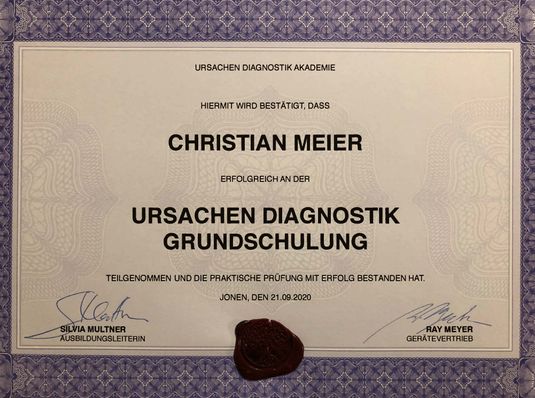 URSACHEN DIAGNOSTIK AKADEMIE
HIERMIT WIRD BESTÄTIGT, DASS
CHRISTIAN MEIER
ERFOLGREICH AN DER
URSACHEN DIAGNOSTIK
GRUNDSCHULUNG
TEILGENOMMEN UND DIE PRAKTISCHE PRÜFUNG MIT ERFOLG BESTANDEN HAT.
JONEN, DEN 21.09.2020
SILVIA MULTNER
AUSBILDUNGSLEITERIN
RAY MEYER
GERÄTEVERTRIEB